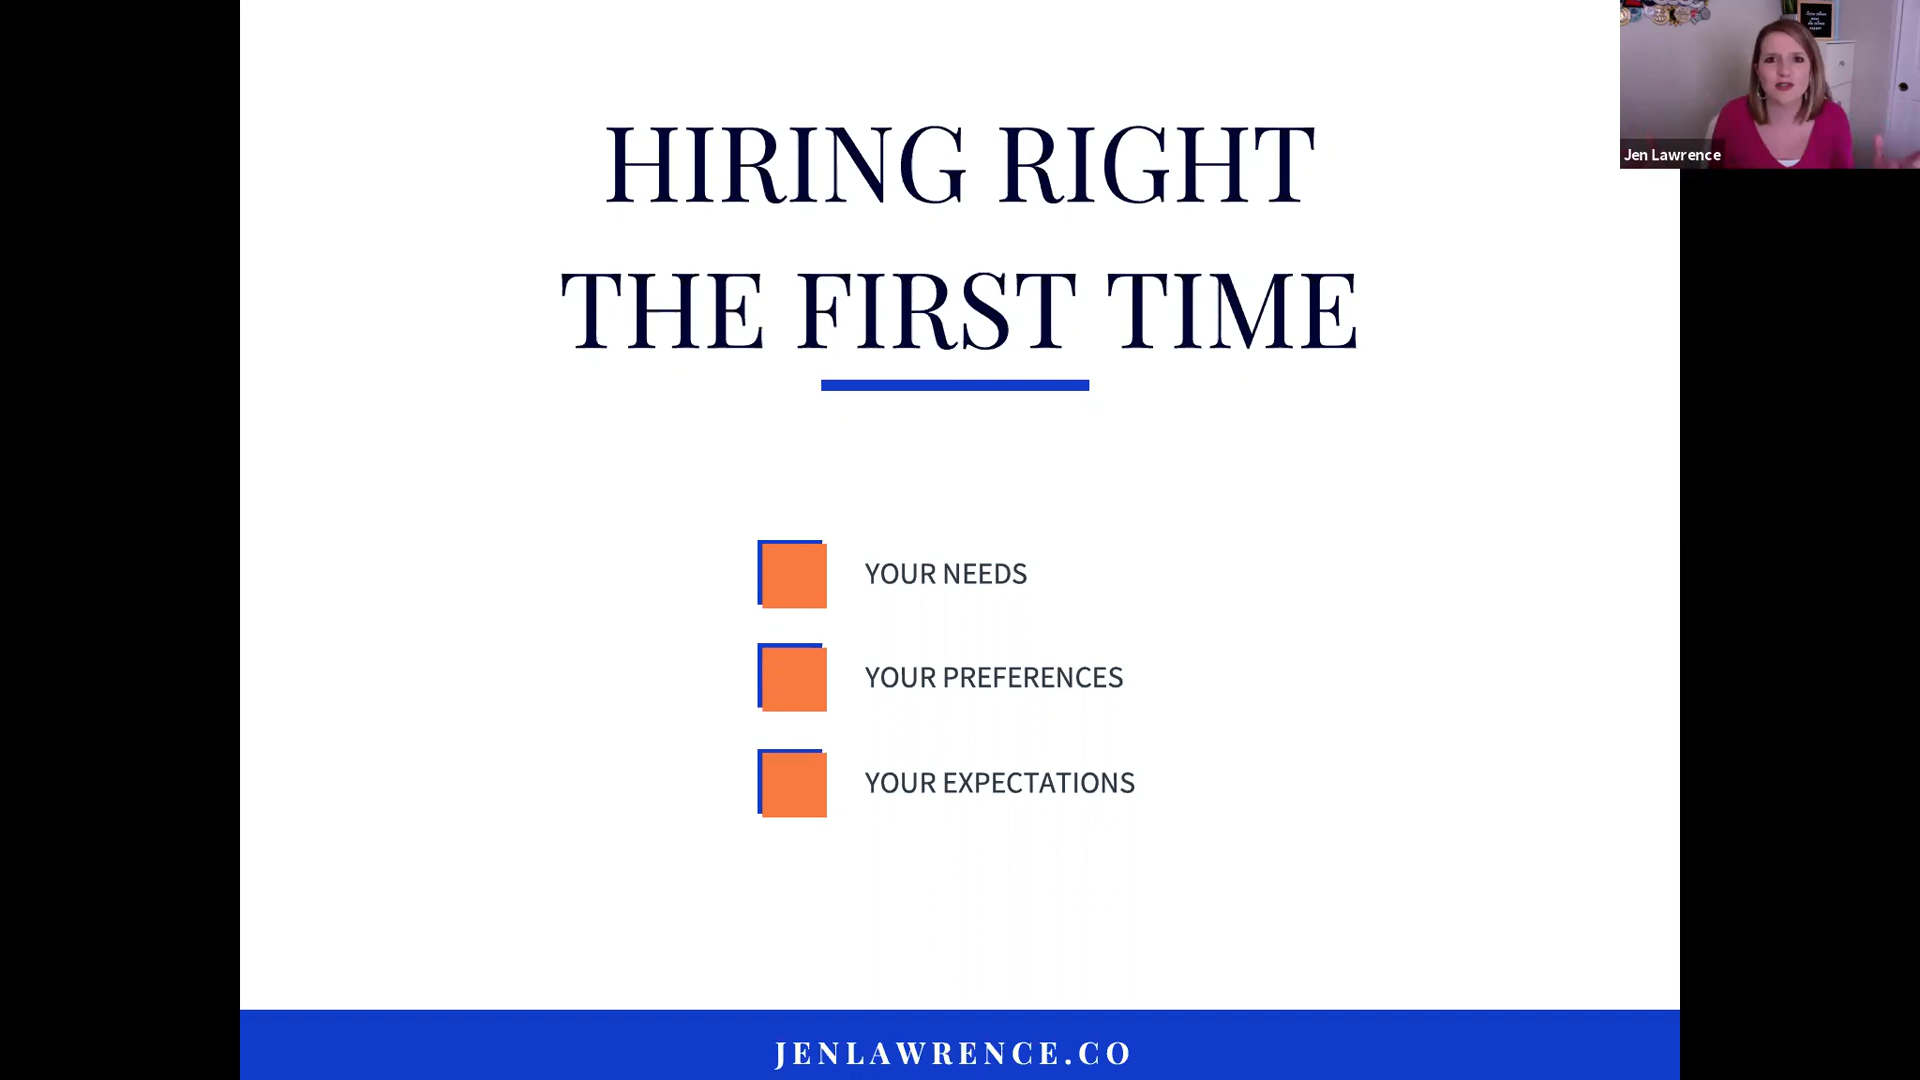 HIRING RIGHT
THE FIRST TIME
YOUR NEEDS
YOUR PREFERENCES
YOUR EXPECTATIONS
JENLAWRENCE.CO
Jen Lawrence